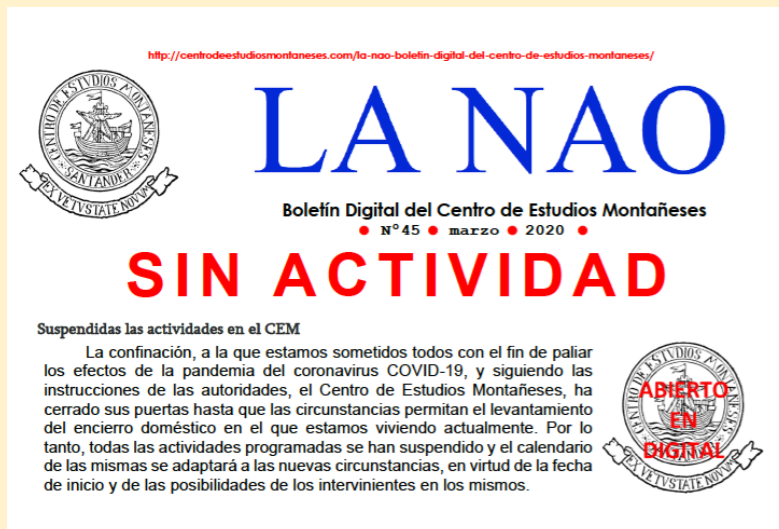 http://centrodeestudiosmontaneses.com/la-nao-boletin-digital-del-centro-de-estudios-montaneses/
CENTRO DE ESTVDIOS MONTAÑESES
SANTANDER
EX VETVSTATE NOVVM
LA NAO
Boletín Digital del Centro de Estudios Montañeses
● Nº45 ● marzo ● 2020 ●
SIN ACTIVIDAD
Suspendidas las actividades en el CEM
La confinación, a la que estamos sometidos todos con el fin de paliar
los efectos de la pandemia del coronavirus COVID-19, y siguiendo las
instrucciones de las autoridades, el Centro de Estudios Montañeses, ha
cerrado sus puertas hasta que las circunstancias permitan el levantamiento
del encierro doméstico en el que estamos viviendo actualmente. Por lo
tanto, todas las actividades programadas se han suspendido y el calendario
de las mismas se adaptará a las nuevas circunstancias, en virtud de la fecha
de inicio y de las posibilidades de los intervinientes en los mismos.
ABIERTO
EN
DIGITAL
EX VETVSTATE NOVVM